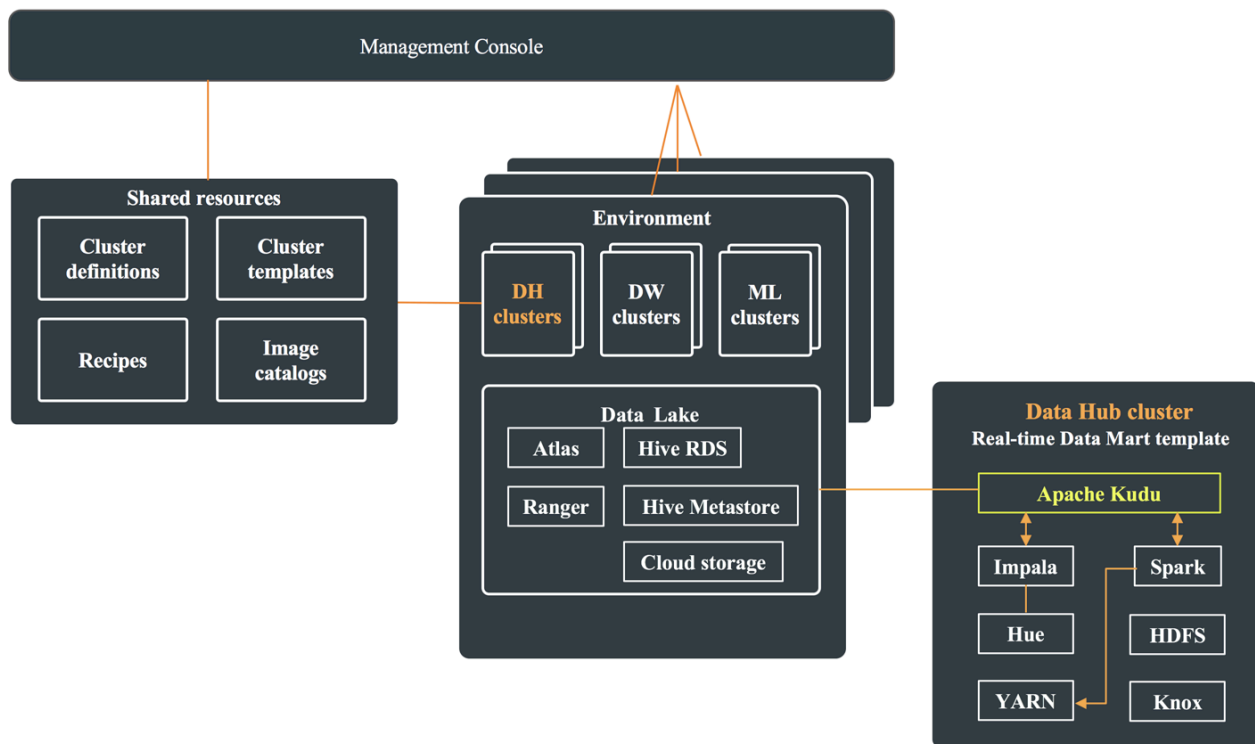 Management Console
Shared resources
Cluster
definitions
Cluster
templates
Recipes
Image
catalogs
Environment
DH
clusters
DW
clusters
ML
clusters
Data Lake
Atlas
Hive RDS
Ranger
Hive Metastore
Cloud storage
Data Hub cluster
Real-time Data Mart template
Apache Kudu
Impala
Spark
Hue
HDFS
YARN
Knox